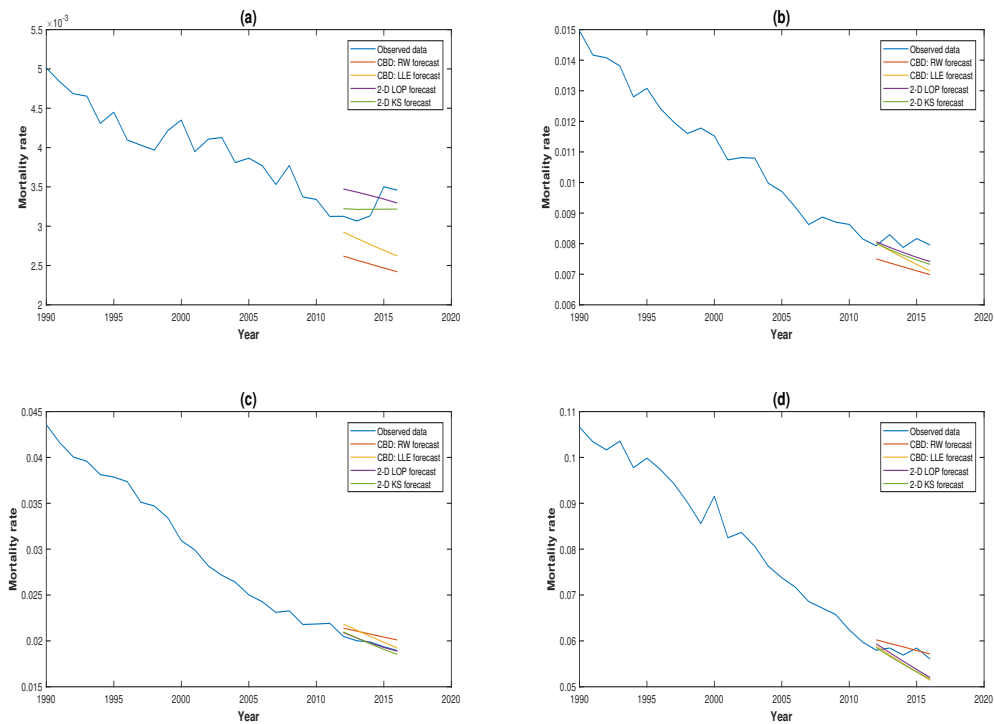 (a)
×10⁻³
5.5
5
4.5
4
3.5
3
2.5
2
Mortality rate
1990 1995 2000 2005 2010 2015 2020
Year
Observed data
CBD: RW forecast
CBD: LLE forecast
2-D LOP forecast
2-D KS forecast
(b)
0.015
0.014
0.013
0.012
0.011
0.01
0.009
0.008
0.007
0.006
Mortality rate
1990 1995 2000 2005 2010 2015 2020
Year
Observed data
CBD: RW forecast
CBD: LLE forecast
2-D LOP forecast
2-D KS forecast
(c)
0.045
0.04
0.035
0.03
0.025
0.02
0.015
Mortality rate
1990 1995 2000 2005 2010 2015 2020
Year
Observed data
CBD: RW forecast
CBD: LLE forecast
2-D LOP forecast
2-D KS forecast
(d)
0.11
0.1
0.09
0.08
0.07
0.06
0.05
Mortality rate
1990 1995 2000 2005 2010 2015 2020
Year
Observed data
CBD: RW forecast
CBD: LLE forecast
2-D LOP forecast
2-D KS forecast